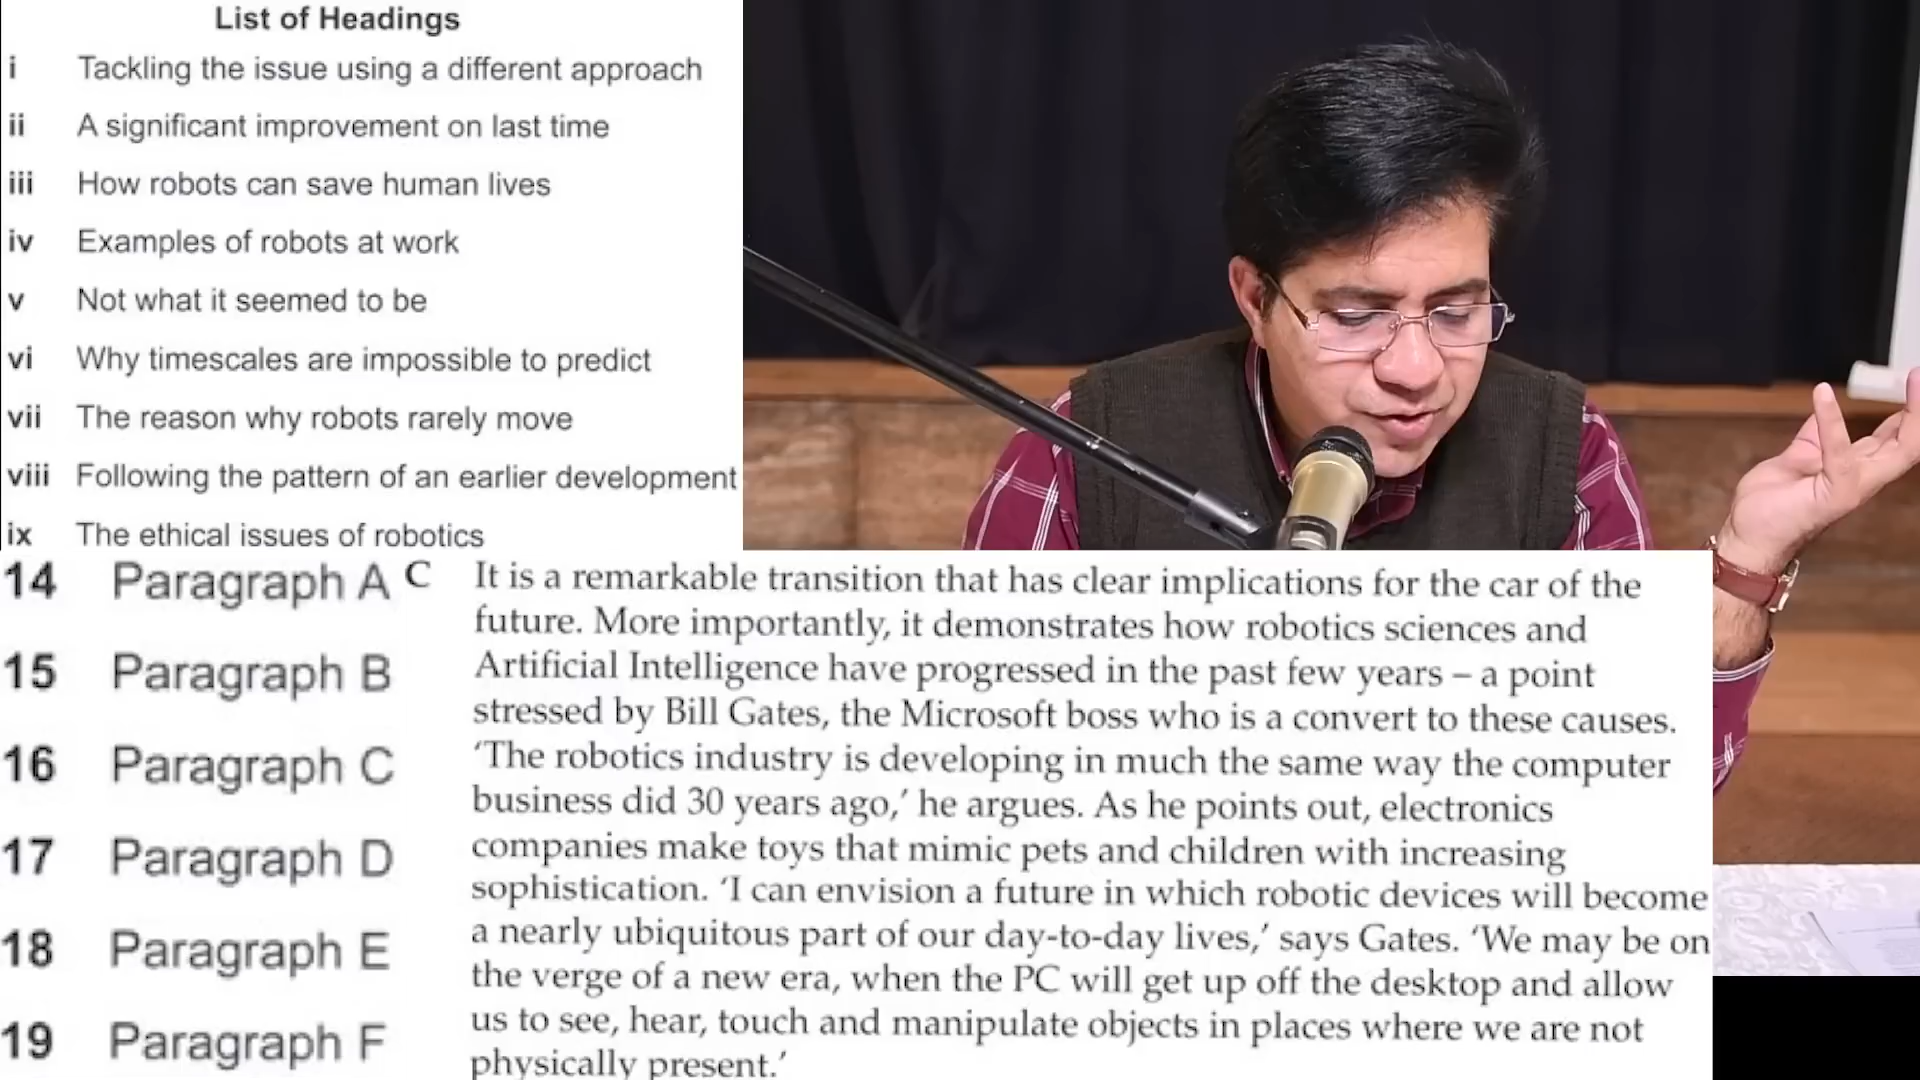 List of Headings
i Tackling the issue using a different approach
ii A significant improvement on last time
iii How robots can save human lives
iv Examples of robots at work
v Not what it seemed to be
vi Why timescales are impossible to predict
vii The reason why robots rarely move
viii Following the pattern of an earlier development
ix The ethical issues of robotics
14 Paragraph A
15 Paragraph B
16 Paragraph C
17 Paragraph D
18 Paragraph E
19 Paragraph F
C It is a remarkable transition that has clear implications for the car of the
future. More importantly, it demonstrates how robotics sciences and
Artificial Intelligence have progressed in the past few years – a point
stressed by Bill Gates, the Microsoft boss who is a convert to these causes.
‘The robotics industry is developing in much the same way the computer
business did 30 years ago,’ he argues. As he points out, electronics
companies make toys that mimic pets and children with increasing
sophistication. ‘I can envision a future in which robotic devices will become
a nearly ubiquitous part of our day-to-day lives,’ says Gates. ‘We may be on
the verge of a new era, when the PC will get up off the desktop and allow
us to see, hear, touch and manipulate objects in places where we are not
physically present.’